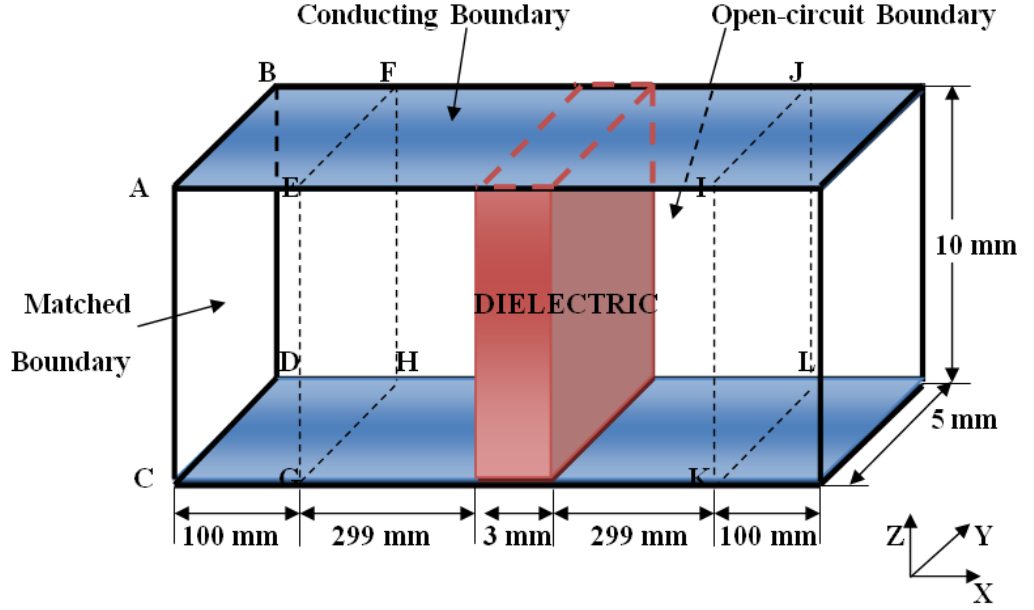 Conducting Boundary
Open-circuit Boundary
B
F
J
A
E
I
10 mm
Matched
Boundary
DIELECTRIC
D
H
L
5 mm
C
G
K
100 mm
299 mm
3 mm
299 mm
100 mm
Z
Y
X